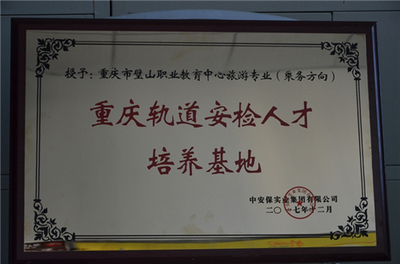 授予：重庆市璧山职业教育中心旅游专业（乘务方向）
重庆轨道安检人才
培养基地
中安保实业集团有限公司
二〇一七年十二月